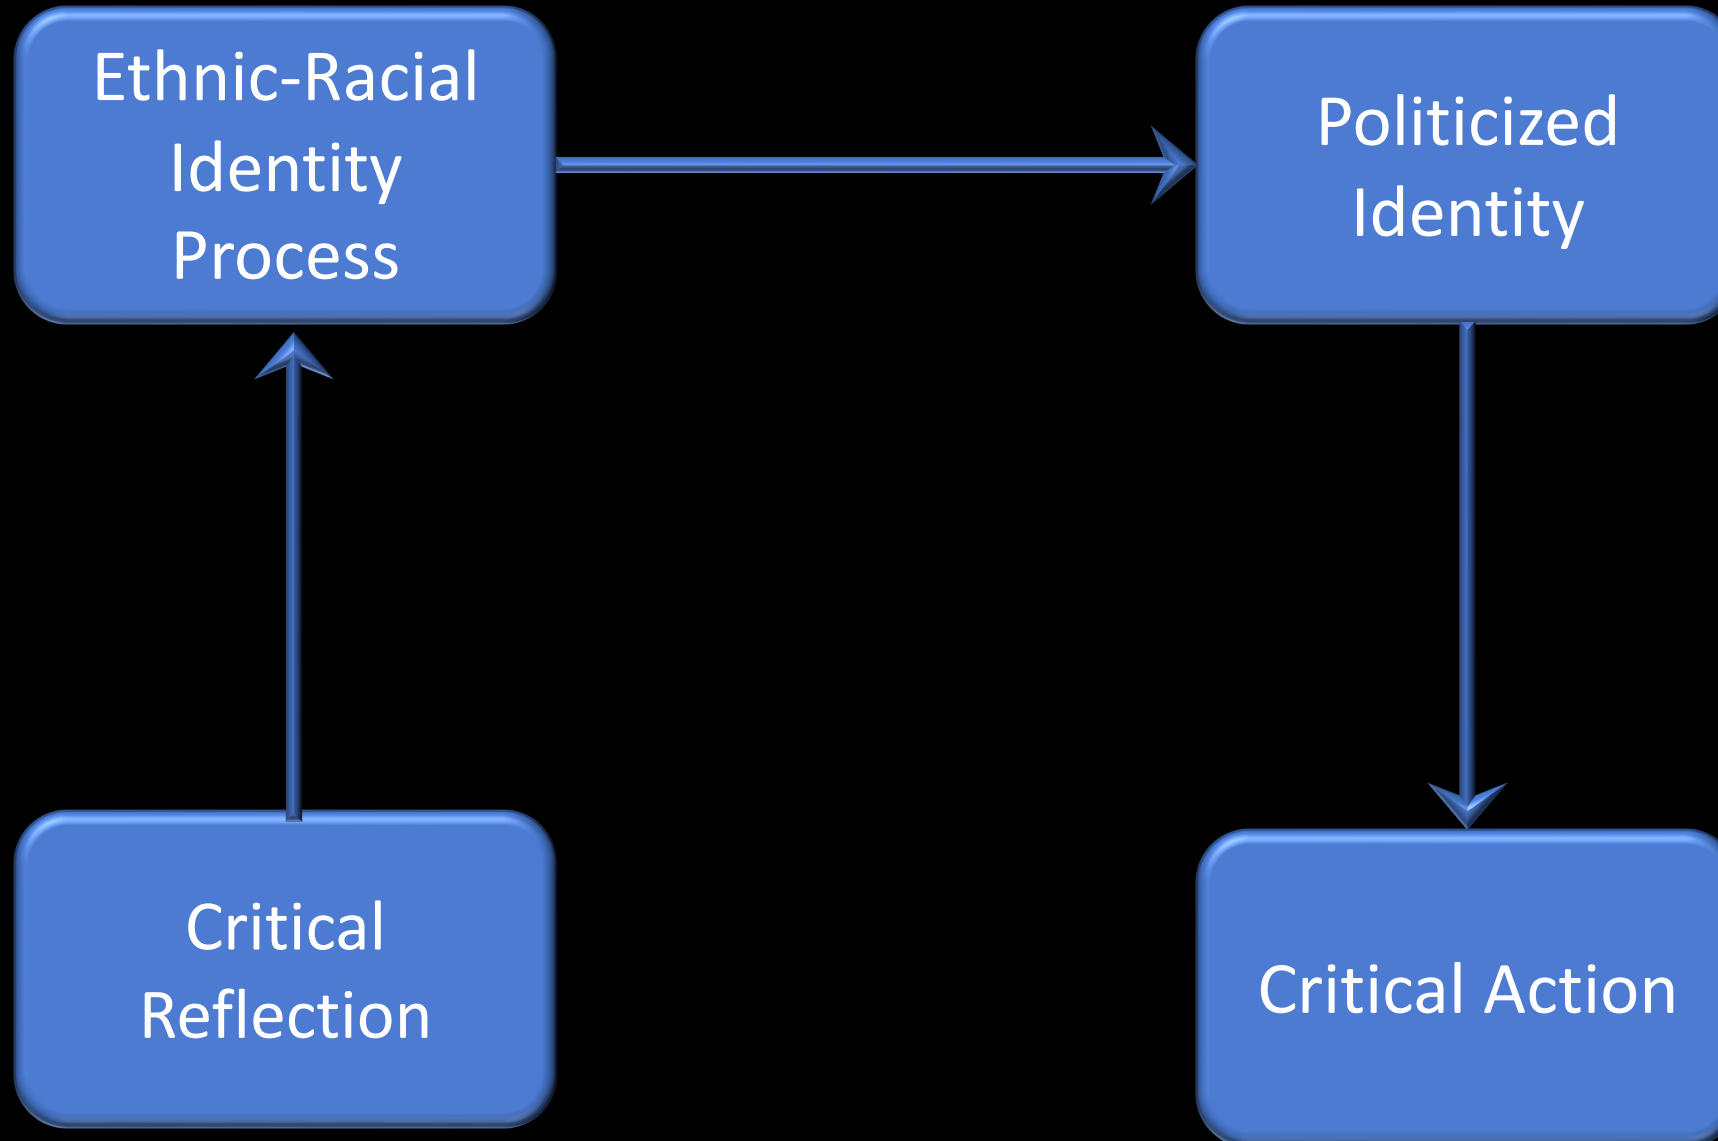 Ethnic-Racial
Identity
Process
Politicized
Identity
Critical
Reflection
Critical Action